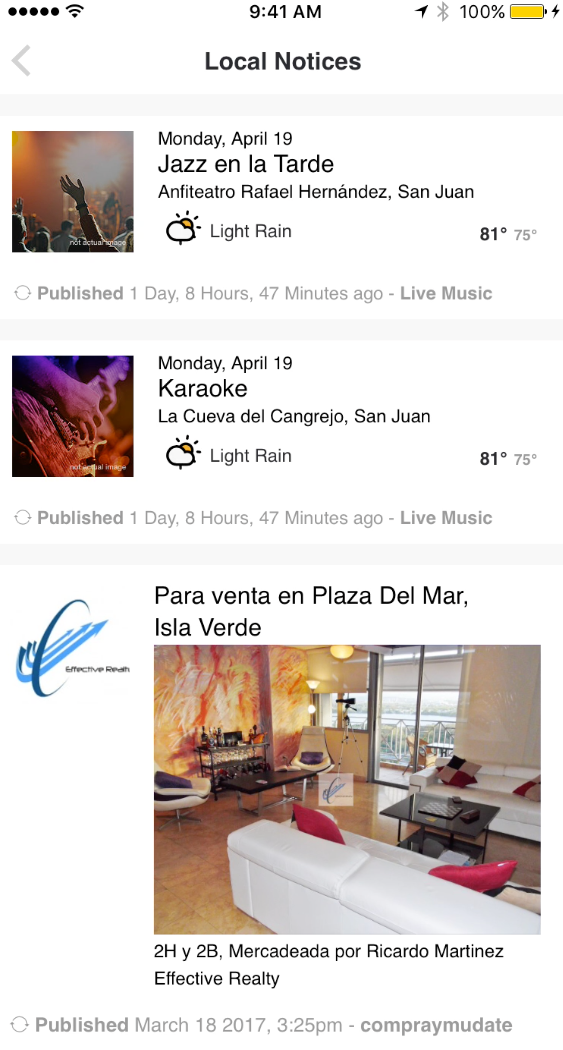 9:41 AM 100%
Local Notices
Monday, April 19
Jazz en la Tarde
Anfiteatro Rafael Hernández, San Juan
Light Rain 81° 75°
not actual image
Published 1 Day, 8 Hours, 47 Minutes ago - Live Music
Monday, April 19
Karaoke
La Cueva del Cangrejo, San Juan
Light Rain 81° 75°
not actual image
Published 1 Day, 8 Hours, 47 Minutes ago - Live Music
Para venta en Plaza Del Mar,
Isla Verde
Effective Realty
2H y 2B, Mercadeada por Ricardo Martinez
Effective Realty
Published March 18 2017, 3:25pm - compraymudate